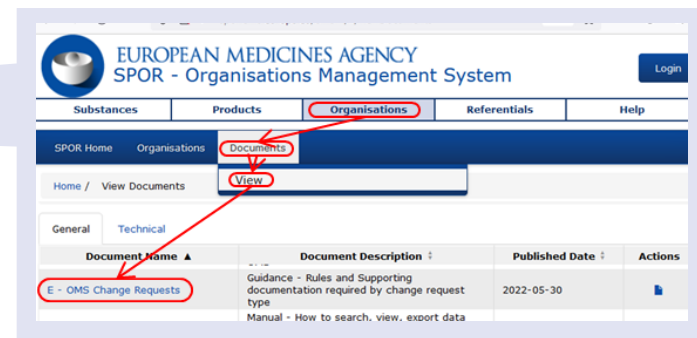 EUROPEAN MEDICINES AGENCY
SPOR - Organisations Management System
Login
Substances Products Organisations Referentials Help
SPOR Home Organisations Documents
View
Home / View Documents
General Technical
Document Name ▲ Document Description Published Date Actions
Guidance - Rules and Supporting
E - OMS Change Requests documentation required by change request 2022-05-30
type
Manual - How to search, view, export data